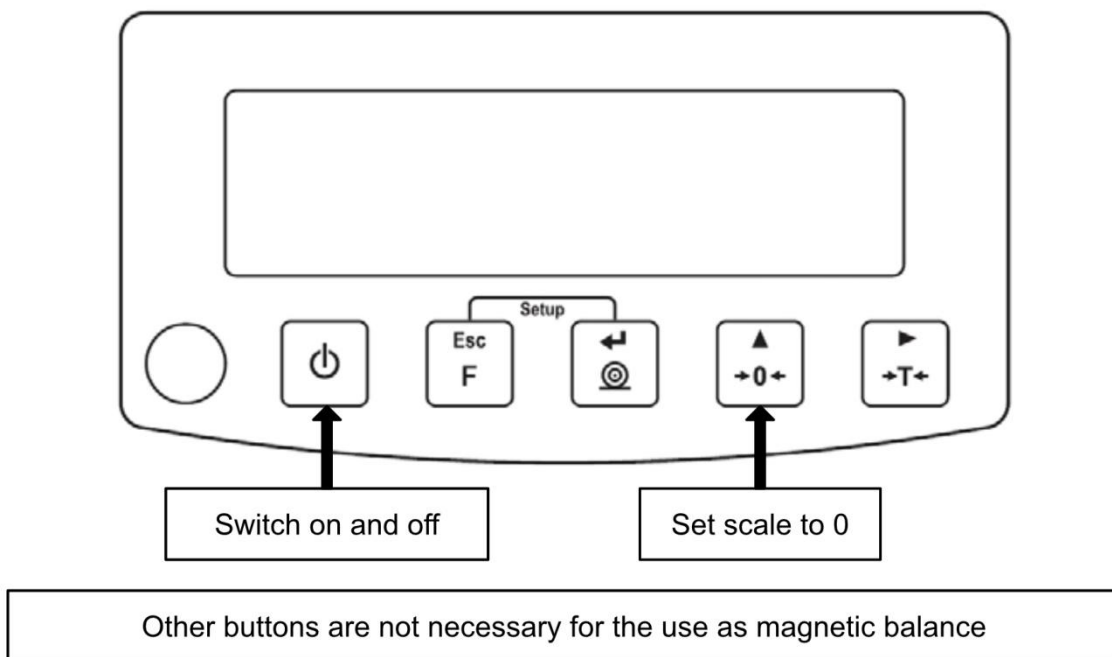 Setup
Esc
F
→0←
→T←
Switch on and off
Set scale to 0
Other buttons are not necessary for the use as magnetic balance